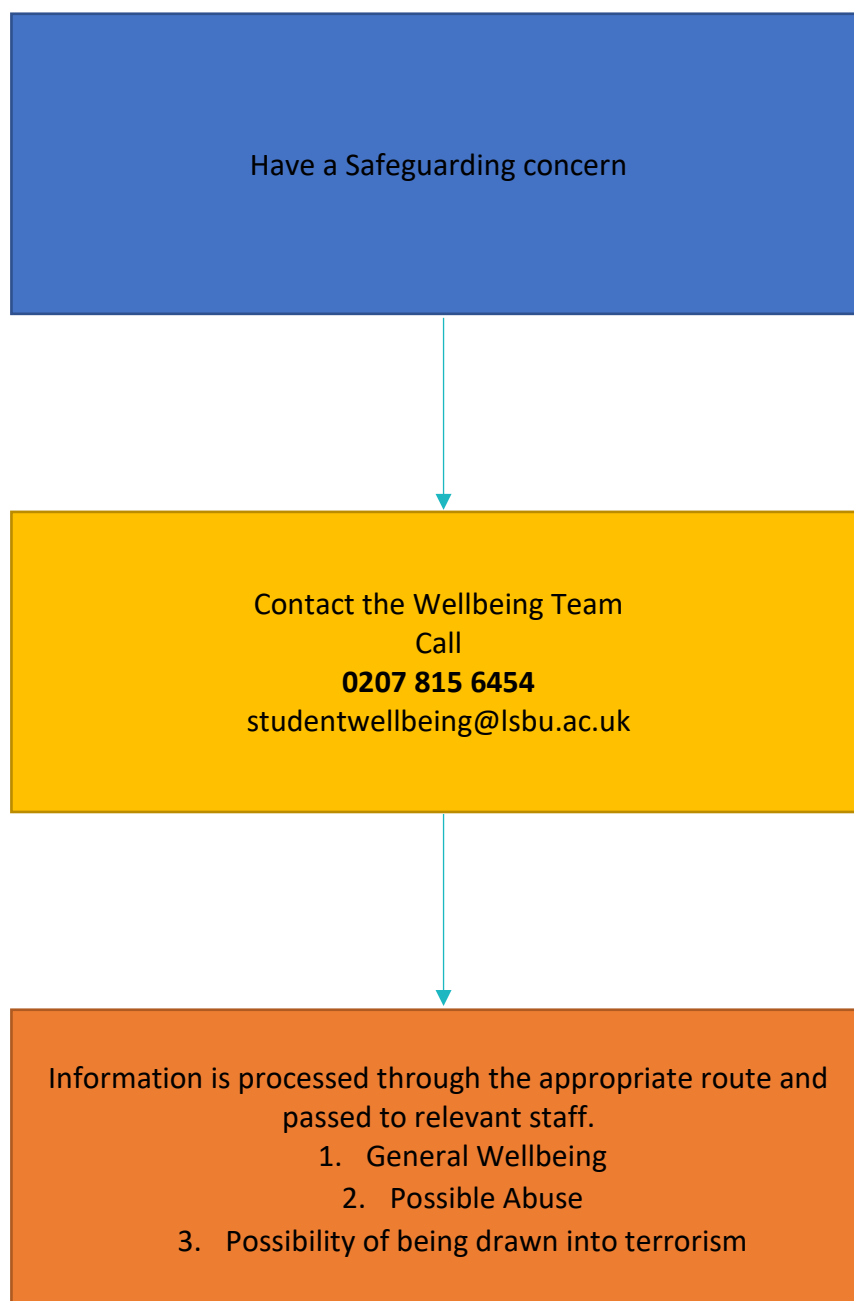 Have a Safeguarding concern
Contact the Wellbeing Team
Call
0207 815 6454
studentwellbeing@lsbu.ac.uk
Information is processed through the appropriate route and
passed to relevant staff.
1. General Wellbeing
2. Possible Abuse
3. Possibility of being drawn into terrorism